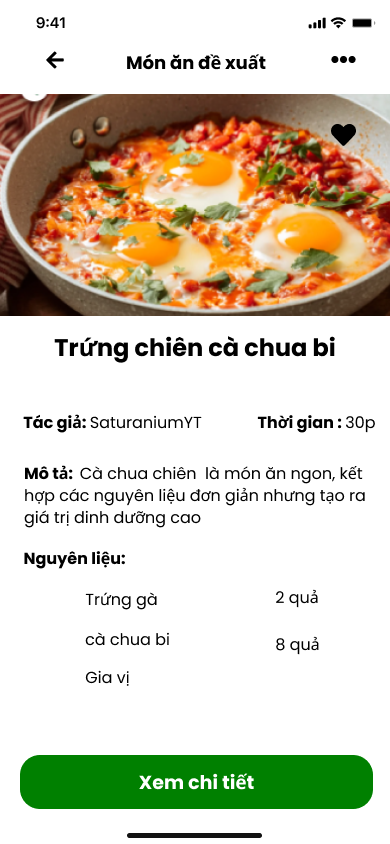 9:41
Món ăn đề xuất
Trứng chiên cà chua bi
Tác giả: SaturaniumYT Thời gian : 30p
Mô tả: Cà chua chiên là món ăn ngon, kết
hợp các nguyên liệu đơn giản nhưng tạo ra
giá trị dinh dưỡng cao
Nguyên liệu:
Trứng gà 2 quả
cà chua bi 8 quả
Gia vị
Xem chi tiết